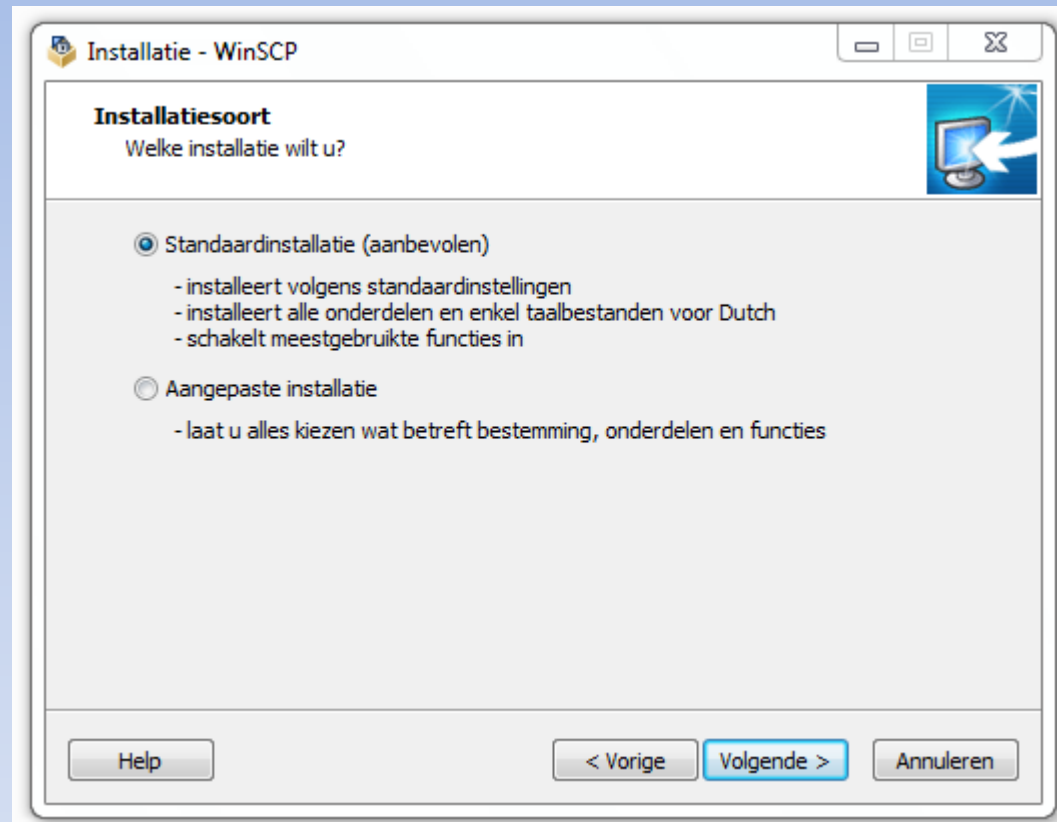 Installatie - WinSCP
Installatiesoort
Welke installatie wilt u?
Standaardinstallatie (aanbevolen)
- installeert volgens standaardinstellingen
- installeert alle onderdelen en enkel taalbestanden voor Dutch
- schakelt meestgebruikte functies in
Aangepaste installatie
- laat u alles kiezen wat betreft bestemming, onderdelen en functies
Help
< Vorige
Volgende >
Annuleren